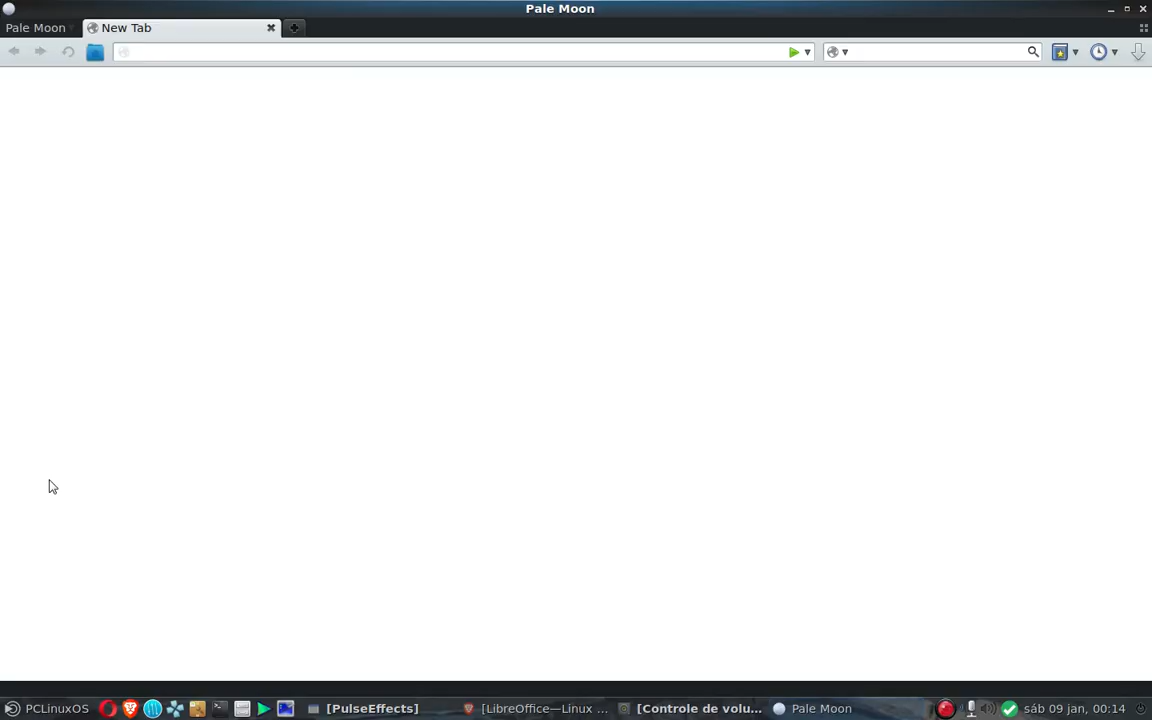 Pale Moon
Pale Moon
New Tab
PCLinuxOS
[PulseEffects]
[LibreOffice—Linux ...
[Controle de volu...
Pale Moon
sáb 09 jan, 00:14